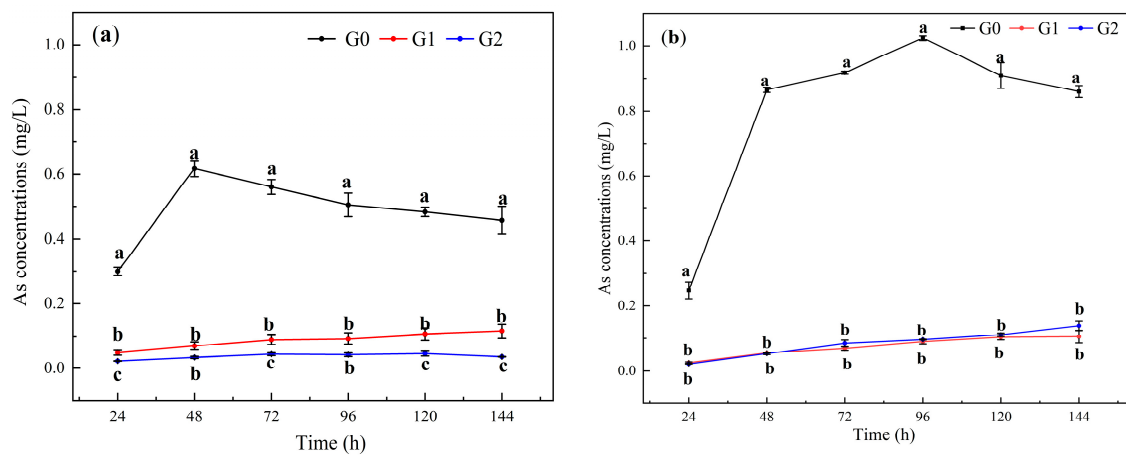 (a)
G0 G1 G2
As concentrations (mg/L)
1.0
0.8
0.6
0.4
0.2
0.0
a a a a a a
b b b b b b
c b c b c c
24 48 72 96 120 144
Time (h)
(b)
G0 G1 G2
As concentrations (mg/L)
1.0
0.8
0.6
0.4
0.2
0.0
a a a a a a
b b b b b b
b b b b b b
24 48 72 96 120 144
Time (h)